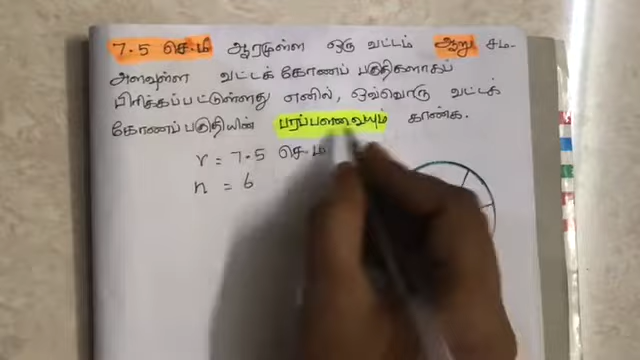 7.5 செ.மீ ஆரமுள்ள ஒரு வட்டம் ஆறு சம-
அளவுள்ள வட்டக் கோணப் பகுதிகளாகப்
பிரிக்கப்பட்டுள்ளது எனில், ஒவ்வொரு வட்டக்
கோணப்பகுதியின் பரப்பளவையும் காண்க.
r = 7.5 செ.மீ
n = 6